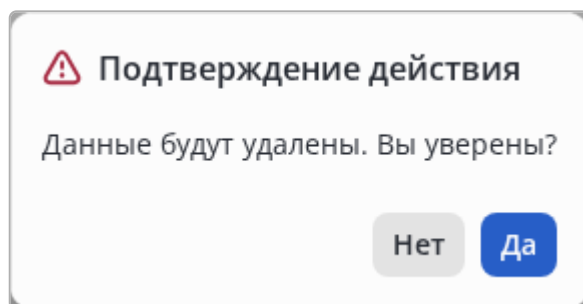 Подтверждение действия
Данные будут удалены. Вы уверены?
Нет Да